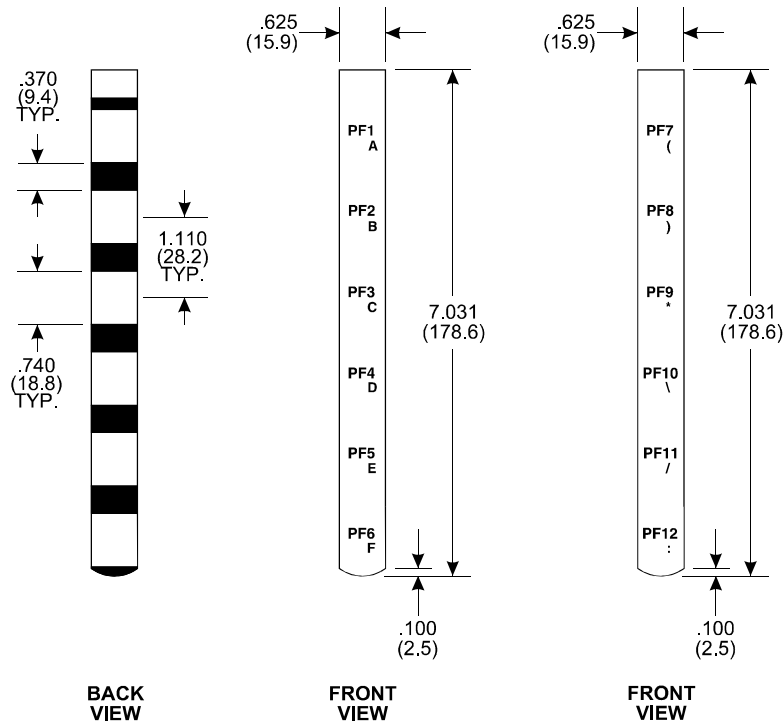 .370
(9.4)
TYP.
1.110
(28.2)
TYP.
.740
(18.8)
TYP.
BACK
VIEW
.625
(15.9)
PF1
A
PF2
B
PF3
C
PF4
D
PF5
E
PF6
F
7.031
(178.6)
.100
(2.5)
FRONT
VIEW
.625
(15.9)
PF7
(
PF8
)
PF9
*
PF10
\
PF11
/
PF12
:
7.031
(178.6)
.100
(2.5)
FRONT
VIEW